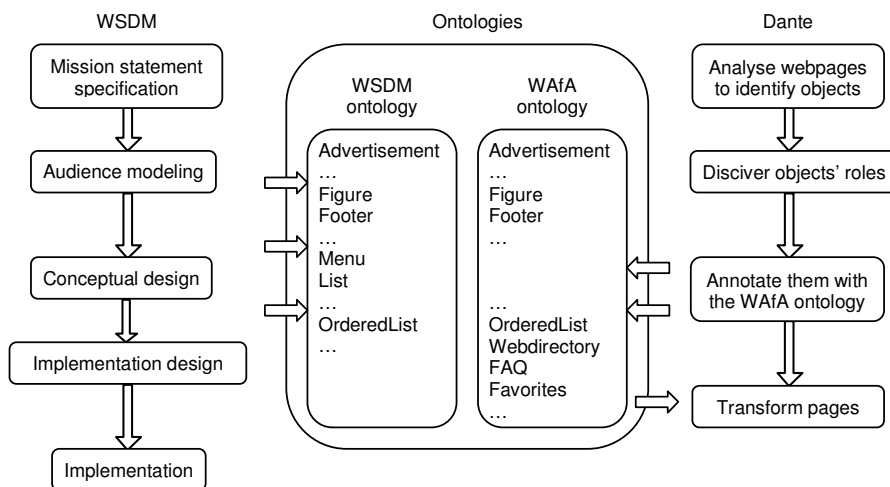 WSDM
Mission statement
specification
Audience modeling
Conceptual design
Implementation design
Implementation
Ontologies
WSDM
ontology
Advertisement
…
Figure
Footer
…
Menu
List
…
OrderedList
…
WAfA
ontology
Advertisement
…
Figure
Footer
…
…
OrderedList
Webdirectory
FAQ
Favorites
…
Dante
Analyse webpages
to identify objects
Disciver objects’ roles
Annotate them with
the WAfA ontology
Transform pages